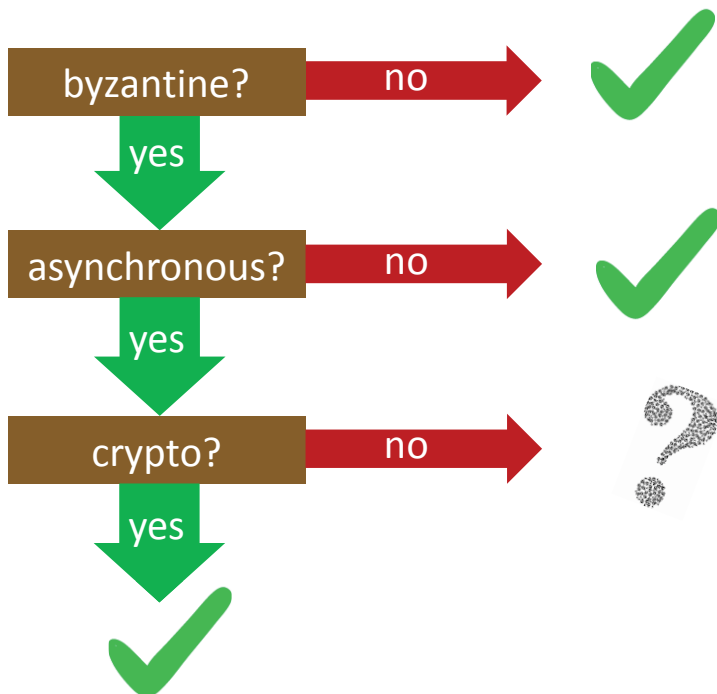 byzantine?
no
yes
asynchronous?
no
yes
crypto?
no
yes